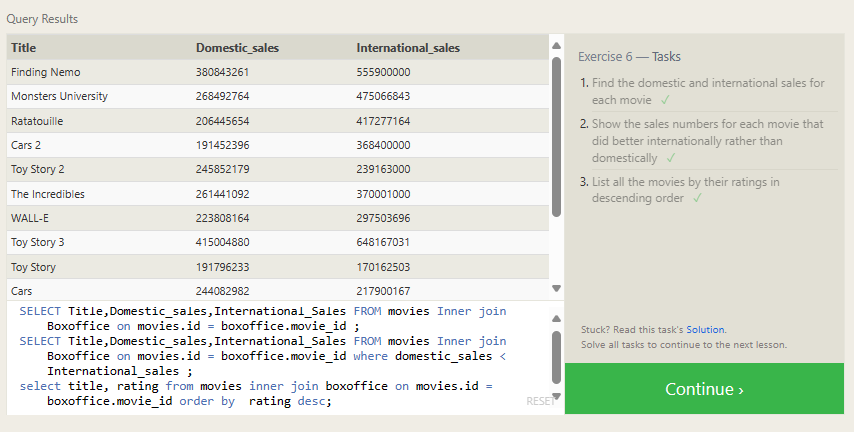 Query Results
Title Domestic_sales International_sales
Finding Nemo 380843261 555900000
Monsters University 268492764 475066843
Ratatouille 206445654 417277164
Cars 2 191452396 368400000
Toy Story 2 245852179 239163000
The Incredibles 261441092 370001000
WALL-E 223808164 297503696
Toy Story 3 415004880 648167031
Toy Story 191796233 170162503
Cars 244082982 217900167
SELECT Title,Domestic_sales,International_Sales FROM movies Inner join
Boxoffice on movies.id = boxoffice.movie_id ;
SELECT Title,Domestic_sales,International_Sales FROM movies Inner join
Boxoffice on movies.id = boxoffice.movie_id where domestic_sales <
International_sales ;
select title, rating from movies inner join boxoffice on movies.id =
boxoffice.movie_id order by  rating desc;
RESET
Exercise 6 — Tasks
1. Find the domestic and international sales for
each movie ✓
2. Show the sales numbers for each movie that
did better internationally rather than
domestically ✓
3. List all the movies by their ratings in
descending order ✓
Stuck? Read this task's Solution.
Solve all tasks to continue to the next lesson.
Continue ›